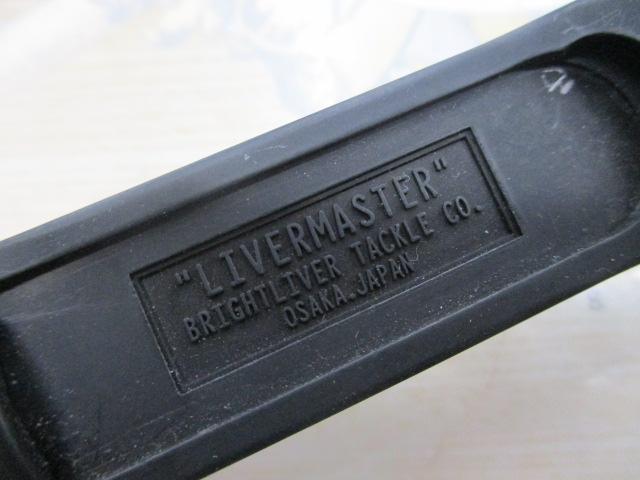 "LIVERMASTER"
BRIGHTLIVER TACKLE CO.
OSAKA.JAPAN